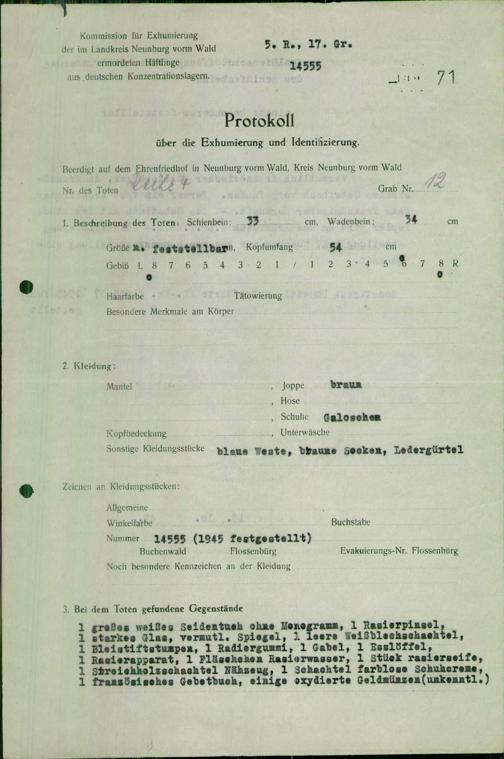 Kommission für Exhumierung
der im Landkreis Neunburg vorm Wald
ermordeten Häftlinge
aus deutschen Konzentrationslagern.
5. R., 17. Gr.
14555
71
Protokoll
über die Exhumierung und Identifizierung.
Beerdigt auf dem Ehrenfriedhof in Neunburg vorm Wald, Kreis Neunburg vorm Wald
Nr. des Toten Grab Nr. 12
1. Beschreibung des Toten: Schienbein: 33 cm, Wadenbein: 34 cm
Größe n. feststellbarn, Kopfumfang 54 cm
Gebiß L 8 7 6 5 4 3 2 1 / 1 2 3 4 5 6 7 8 R
Haarfarbe Tätowierung
Besondere Merkmale am Körper
2. Kleidung:
Mantel , Joppe braun
, Hose
, Schuhe Galoschen
Kopfbedeckung , Unterwäsche
Sonstige Kleidungsstücke blaue Weste, braune Socken, Ledergürtel
Zeichen an Kleidungsstücken:
Allgemeine
Winkelfarbe Buchstabe
Nummer 14555 (1945 festgestellt)
Buchenwald Flossenbürg Evakuierungs-Nr. Flossenbürg
Noch besondere Kennzeichen an der Kleidung
3. Bei dem Toten gefundene Gegenstände
1 großes weißes Seidentuch ohne Monogramm, 1 Rasierpinsel,
1 starkes Glas, vermutl. Spiegel, 1 leere Weißblechschachtel,
1 Bleistiftstumpen, 1 Radiergummi, 1 Gabel, 1 Esslöffel,
1 Rasierapparat, 1 Fläschchen Rasierwasser, 1 Stück rasierseife,
1 Streichholzschachtel Nähzeug, 1 Schachtel farblose Schuhcreme,
1 französisches Gebetbuch, einige oxydierte Geldmünzen(unkenntl.)